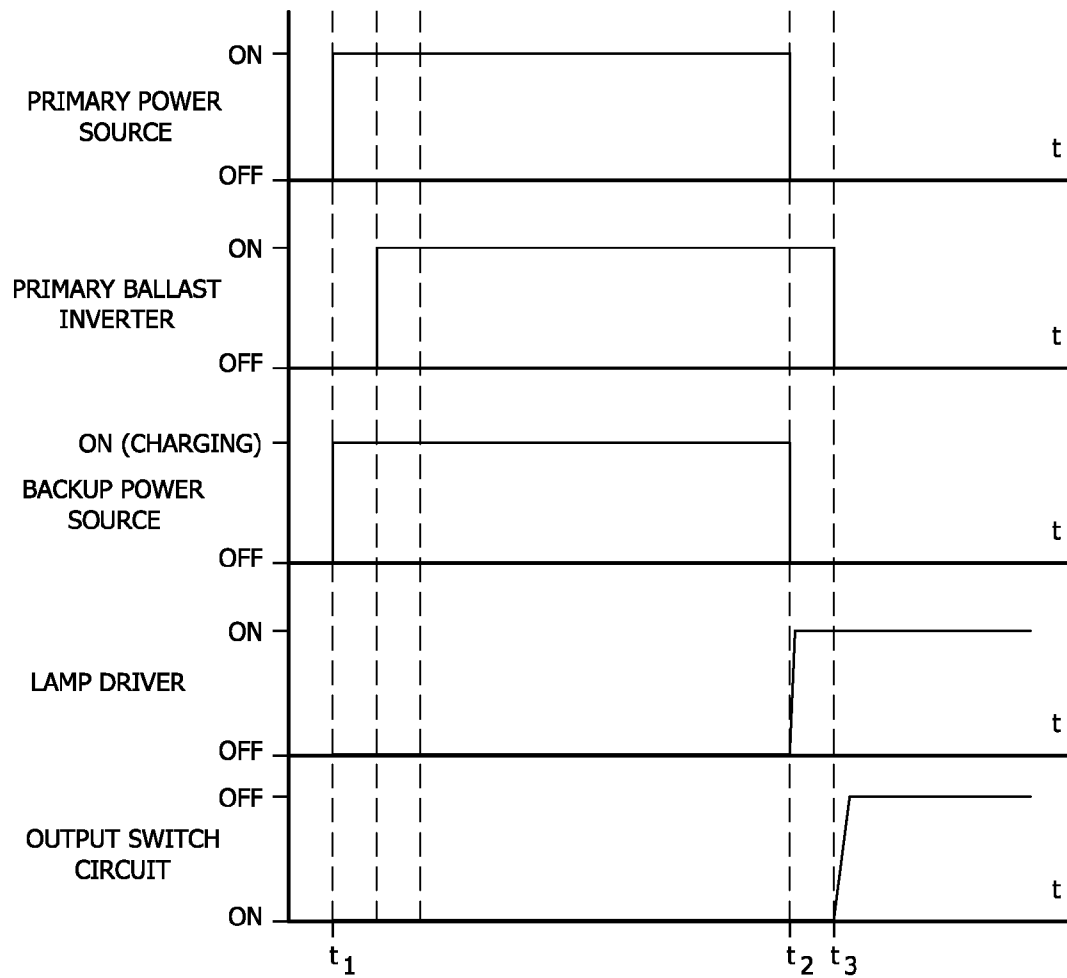 ON
PRIMARY POWER
SOURCE
t
OFF
ON
PRIMARY BALLAST
INVERTER
t
OFF
ON (CHARGING)
BACKUP POWER
SOURCE
t
OFF
ON
LAMP DRIVER
t
OFF
OFF
OUTPUT SWITCH
CIRCUIT
t
ON
t1 t2 t3